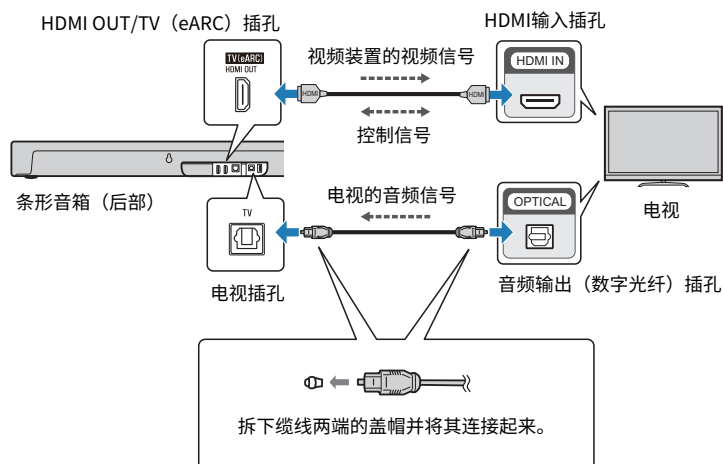 HDMI OUT/TV（eARC）插孔
HDMI输入插孔
TV(eARC)
HDMI OUT
视频装置的视频信号
HDMI IN
HDMI
HDMI
控制信号
条形音箱（后部）
电视的音频信号
OPTICAL
电视
TV
电视插孔
音频输出（数字光纤）插孔
拆下缆线两端的盖帽并将其连接起来。